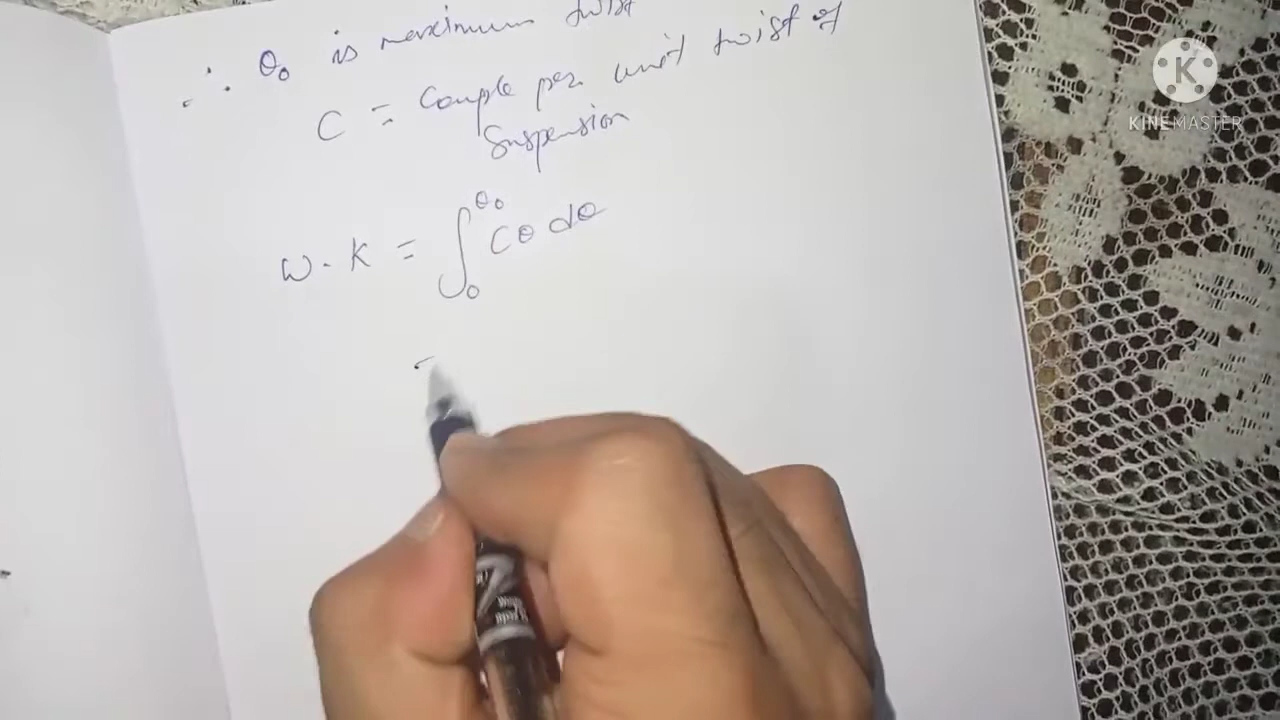 ∴ θ₀ is maximum twist
C = Couple per unit twist of
Suspension
W. K = ∫₀^θ₀ Cθ dθ
=
K
KINEMASTER